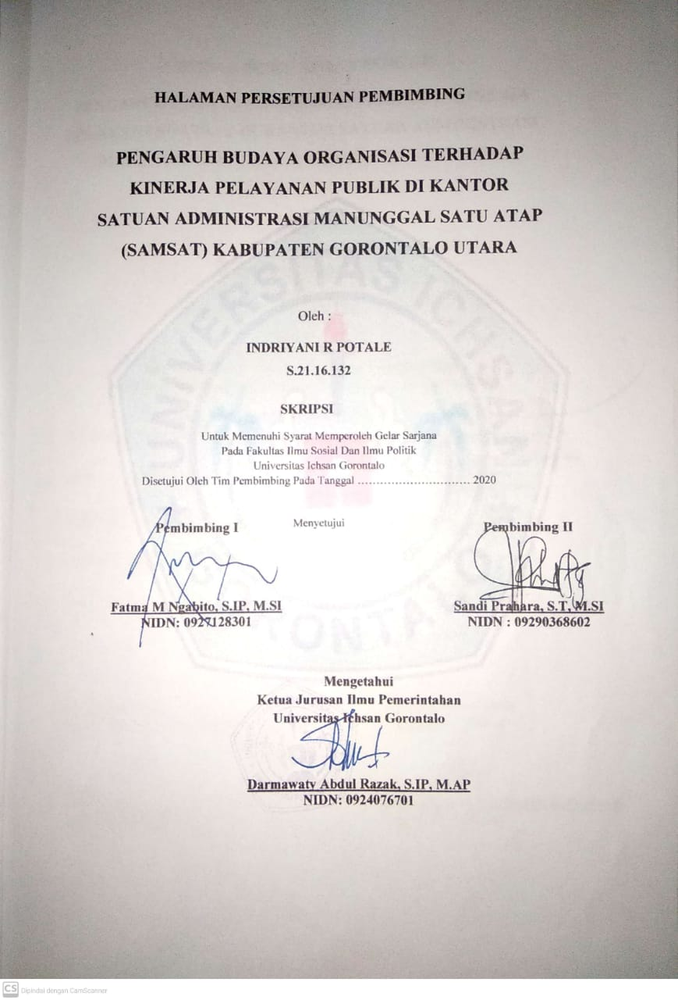 HALAMAN PERSETUJUAN PEMBIMBING
PENGARUH BUDAYA ORGANISASI TERHADAP
KINERJA PELAYANAN PUBLIK DI KANTOR
SATUAN ADMINISTRASI MANUNGGAL SATU ATAP
(SAMSAT) KABUPATEN GORONTALO UTARA
Oleh :
INDRIYANI R POTALE
S.21.16.132
SKRIPSI
Untuk Memenuhi Syarat Memperoleh Gelar Sarjana
Pada Fakultas Ilmu Sosial Dan Ilmu Politik
Universitas Ichsan Gorontalo
Disetujui Oleh Tim Pembimbing Pada Tanggal ............................. 2020
Menyetujui
Pembimbing I
Pembimbing II
Fatma M Ngabito, S.IP, M.SI
Sandi Prahara, S.T, M.SI
NIDN: 0927128301
NIDN : 09290368602
Mengetahui
Ketua Jurusan Ilmu Pemerintahan
Universitas Ichsan Gorontalo
Darmawaty Abdul Razak, S.IP, M.AP
NIDN: 0924076701
UNIVERSITAS ICHSAN
GORONTALO
CS Dipindai dengan CamScanner